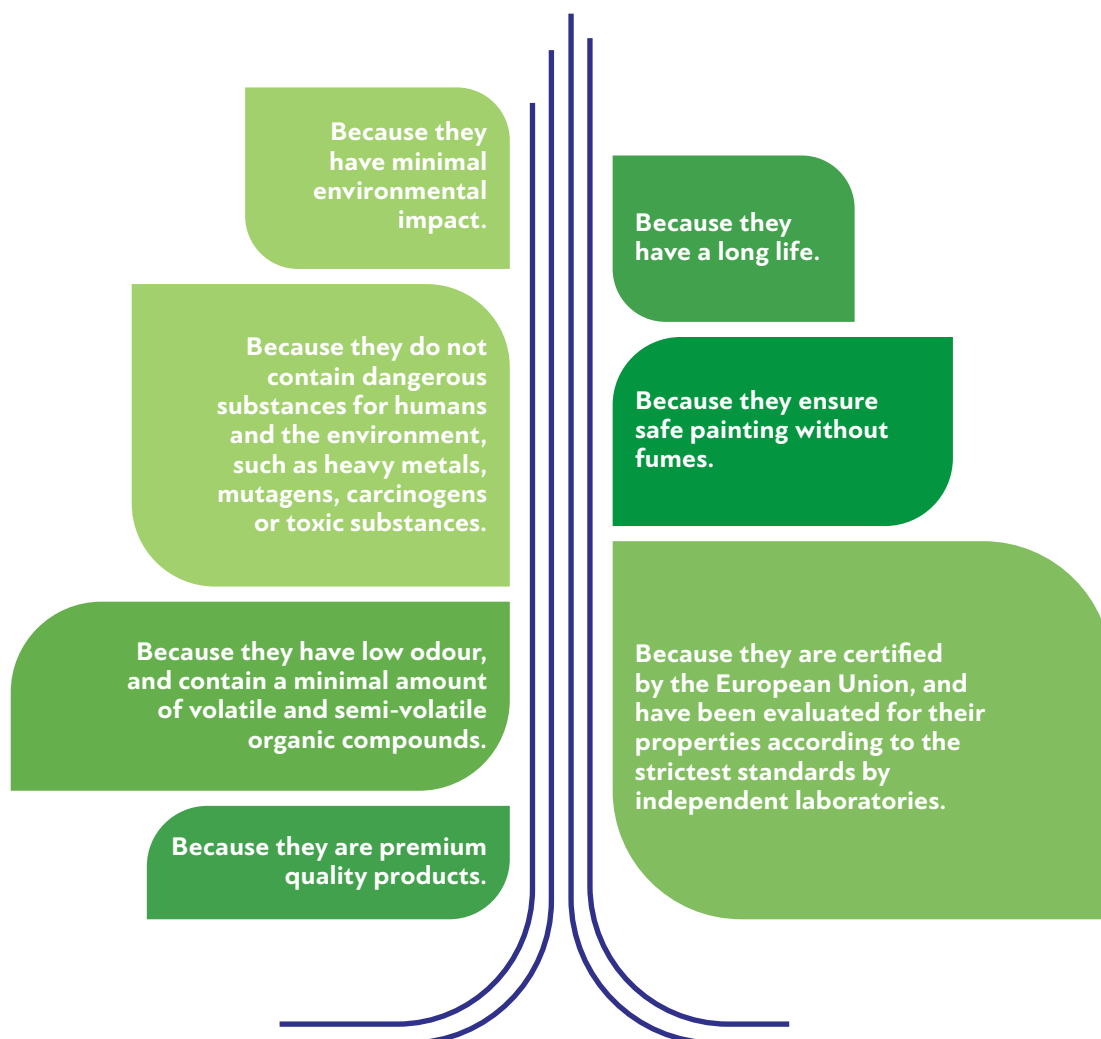 Because they
have minimal
environmental
impact.
Because they do not
contain dangerous
substances for humans
and the environment,
such as heavy metals,
mutagens, carcinogens
or toxic substances.
Because they have low odour,
and contain a minimal amount
of volatile and semi-volatile
organic compounds.
Because they are premium
quality products.
Because they
have a long life.
Because they ensure
safe painting without
fumes.
Because they are certified
by the European Union, and
have been evaluated for their
properties according to the
strictest standards by
independent laboratories.